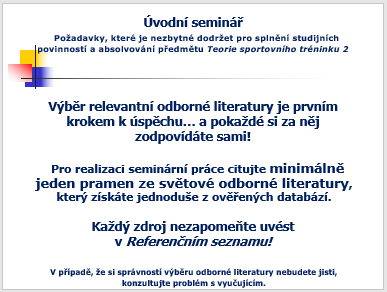 Úvodní seminář
Požadavky, které je nezbytné dodržet pro splnění studijních
povinností a absolvování předmětu Teorie sportovního tréninku 2
Výběr relevantní odborné literatury je prvním
krokem k úspěchu... a pokaždé si za něj
zodpovídáte sami!
Pro realizaci seminární práce citujte minimálně
jeden pramen ze světové odborné literatury,
který získáte jednoduše z ověřených databází.
Každý zdroj nezapomeňte uvést
v Referenčním seznamu!
V případě, že si správností výběru odborné literatury nebudete jisti,
konzultujte problém s vyučujícím.